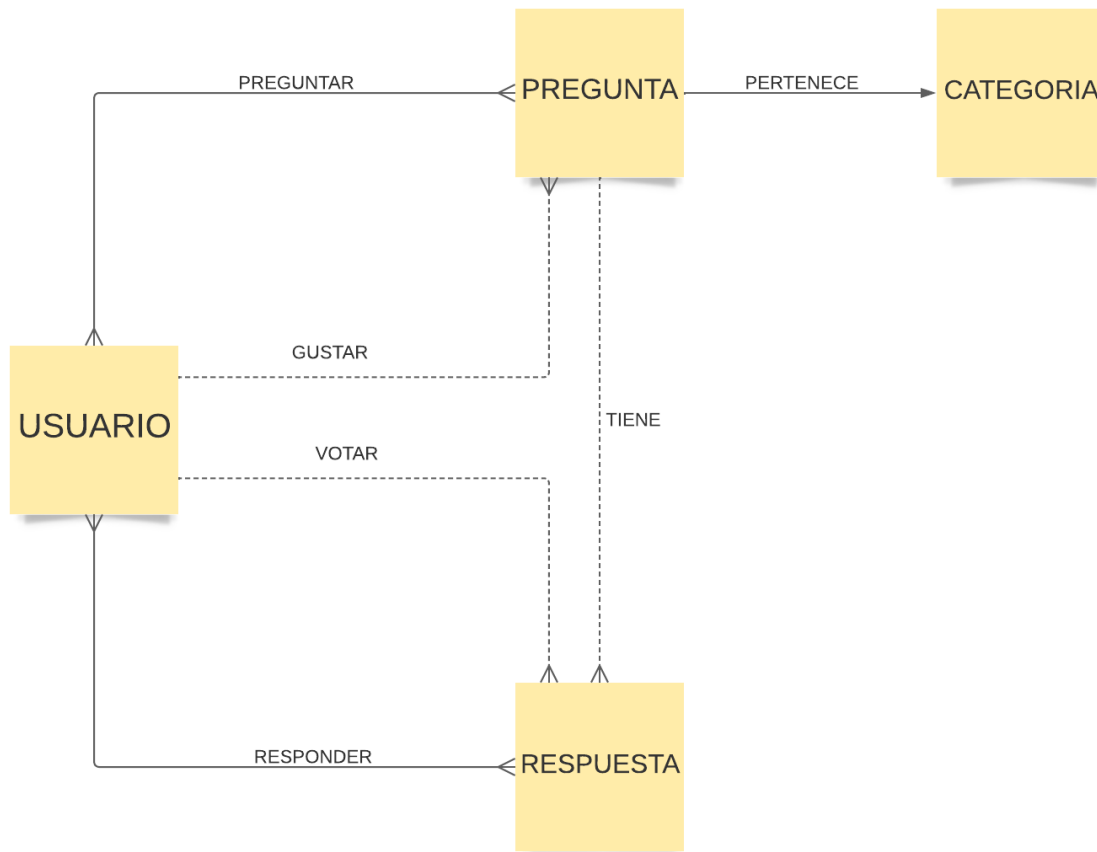 PREGUNTAR
PREGUNTA
PERTENECE
CATEGORIA
GUSTAR
TIENE
USUARIO
VOTAR
RESPONDER
RESPUESTA